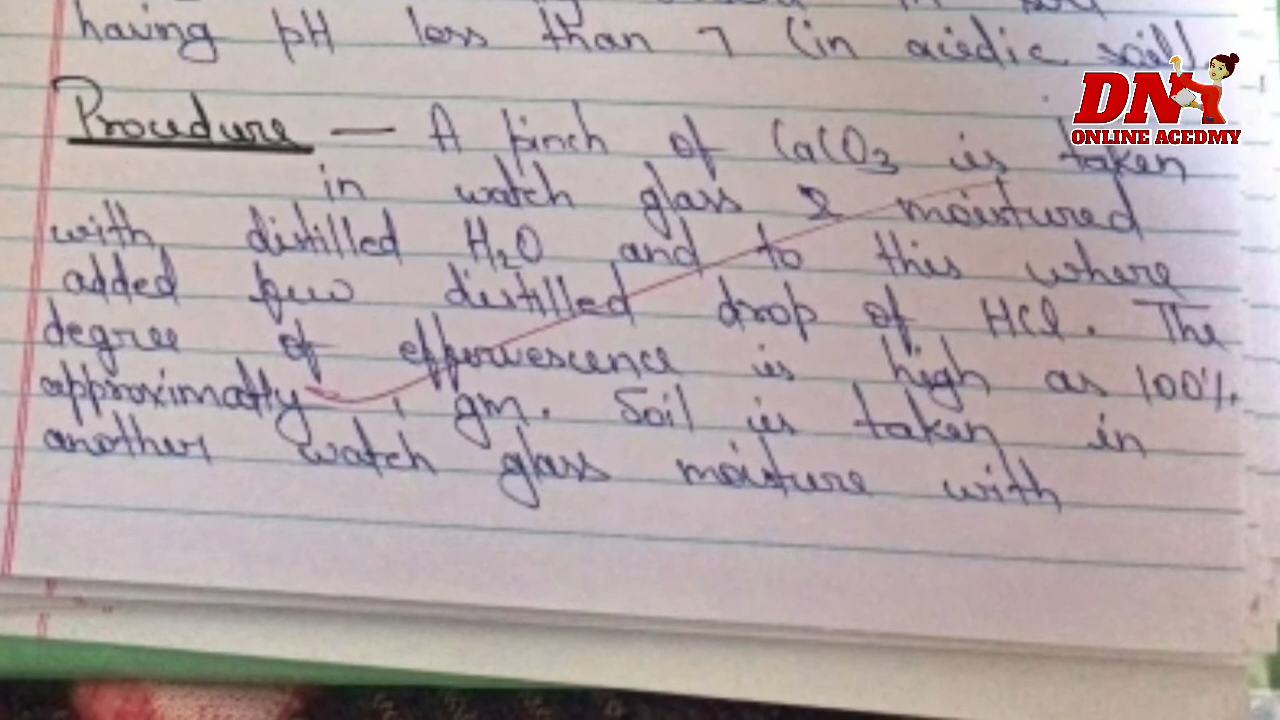 having pH less than 7 (in aciedic soil)
DN
ONLINE ACEDMY
Procedure — A pinch of CaCO3 is taken
in watch glass & moistured
with distilled H2O and to this where
added few distilled drop of HCl. The
degree of effervescence is high as 100%.
approximatly 1 gm. Soil is taken in
another watch glass moisture with